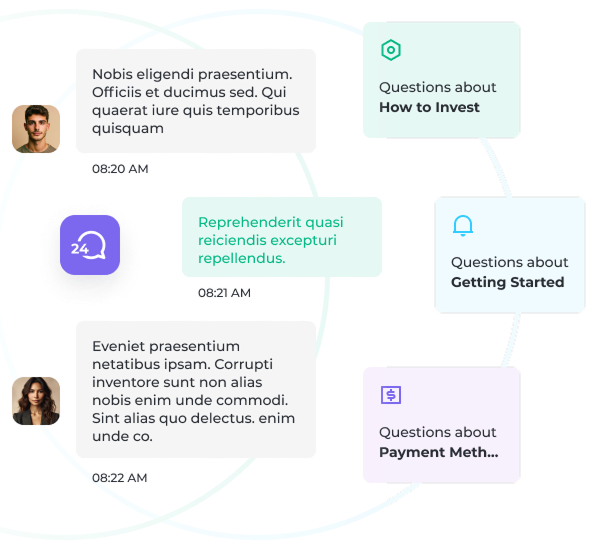 Nobis eligendi praesentium.
Officiis et ducimus sed. Qui
quaerat iure quis temporibus
quisquam
08:20 AM
24
Reprehenderit quasi
reiciendis excepturi
repellendus.
08:21 AM
Eveniet praesentium
netatibus ipsam. Corrupti
inventore sunt non alias
nobis enim unde commodi.
Sint alias quo delectus. enim
unde co.
08:22 AM
Questions about
How to Invest
Questions about
Getting Started
Questions about
Payment Meth...